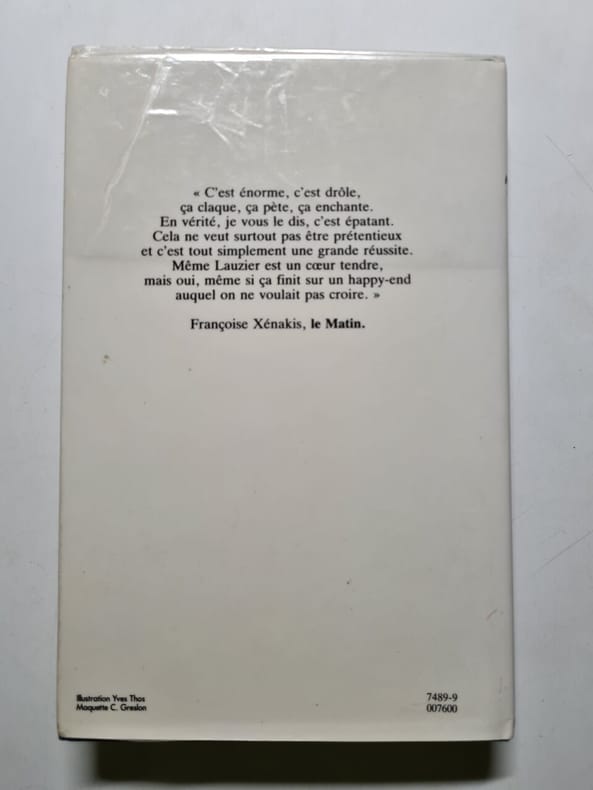 « C'est énorme, c'est drôle,
ça claque, ça pète, ça enchante.
En vérité, je vous le dis, c'est épatant.
Cela ne veut surtout pas être prétentieux
et c'est tout simplement une grande réussite.
Même Lauzier est un cœur tendre,
mais oui, même si ça finit sur un happy-end
auquel on ne voulait pas croire. »
Françoise Xénakis, le Matin.
Illustration Yves Thos
Maquette C. Greslon
7489-9
007600